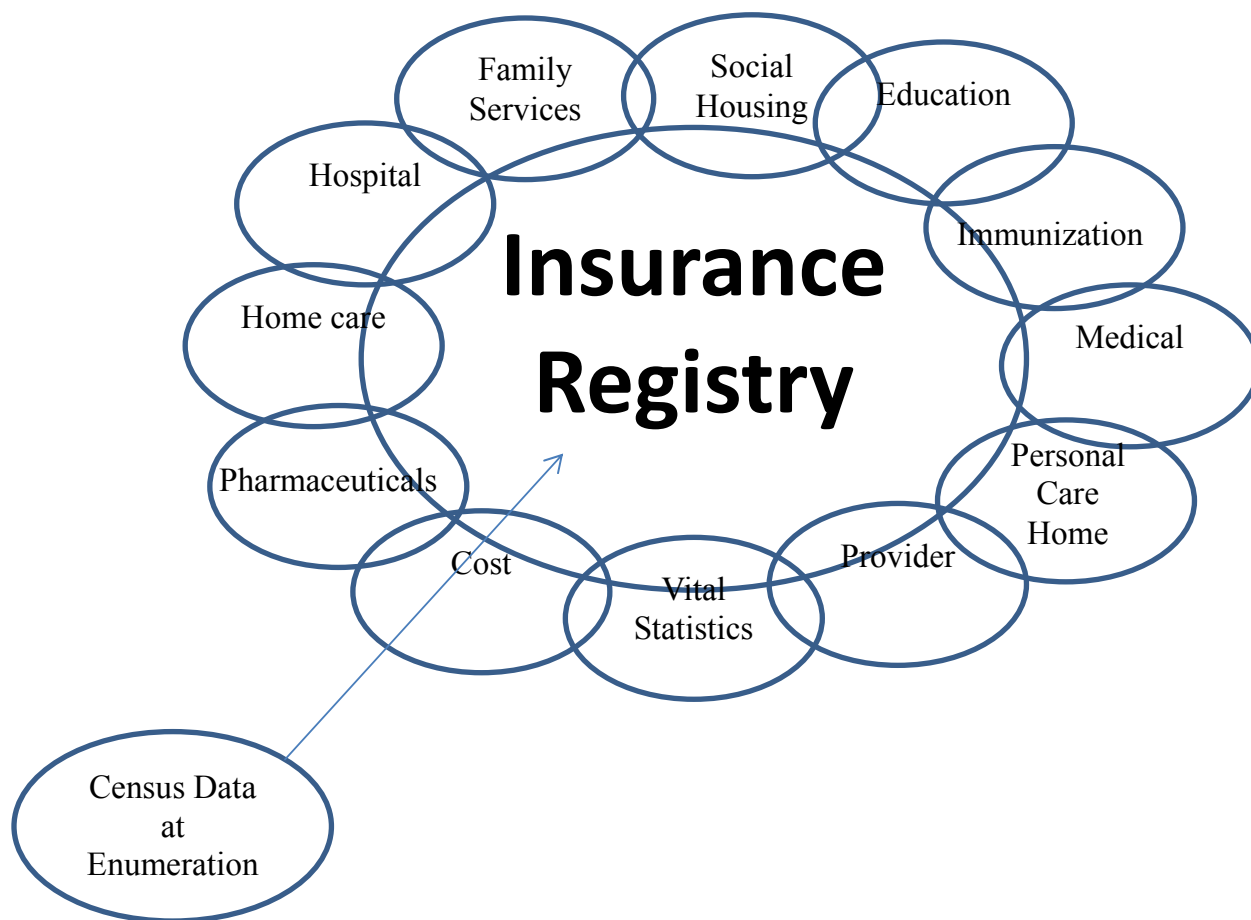 Family
Services
Social
Housing
Education
Hospital
Immunization
Insurance
Registry
Home care
Medical
Pharmaceuticals
Personal
Care
Home
Cost
Vital
Statistics
Provider
Census Data
at
Enumeration